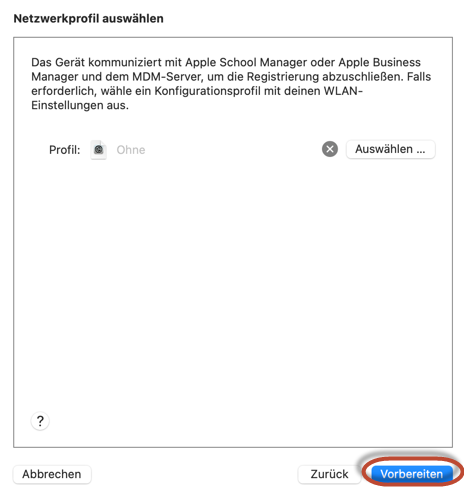 Netzwerkprofil auswählen
Das Gerät kommuniziert mit Apple School Manager oder Apple Business
Manager und dem MDM-Server, um die Registrierung abzuschließen. Falls
erforderlich, wähle ein Konfigurationsprofil mit deinen WLAN-
Einstellungen aus.
Profil: Ohne Auswählen ...
?
Abbrechen Zurück Vorbereiten